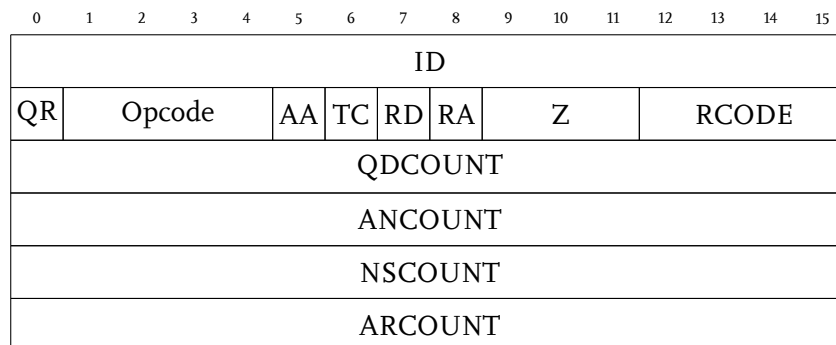 0 1 2 3 4 5 6 7 8 9 10 11 12 13 14 15
ID
QR Opcode AA TC RD RA Z RCODE
QDCOUNT
ANCOUNT
NSCOUNT
ARCOUNT